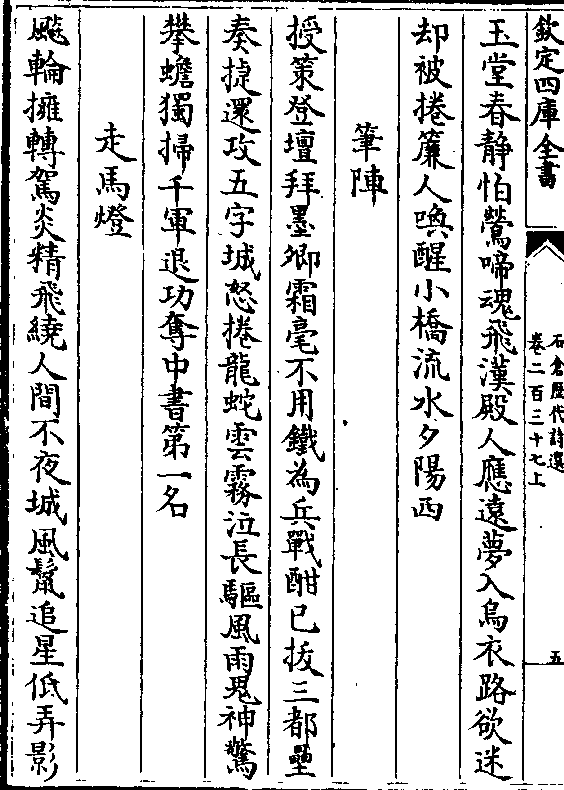 欽定四庫全書
石倉歴代詩選
卷二百三十七上
五
玉堂春静怕鶯啼魂飛漢殿人應遠夢入烏衣路欲迷
却被捲簾人喚醒小橋流水夕陽西
筆陣
授策登壇拜墨卿霜毫不用鐵為兵戰酣已拔三都壘
奏㨗還攻五字城怒捲龍蛇雲霧泣長驅風雨鬼神驚
攀蟾獨掃千軍退功奪中書第一名
走馬燈
飈輪擁轉駕炎精飛繞人間不夜城風鬛追星低弄影